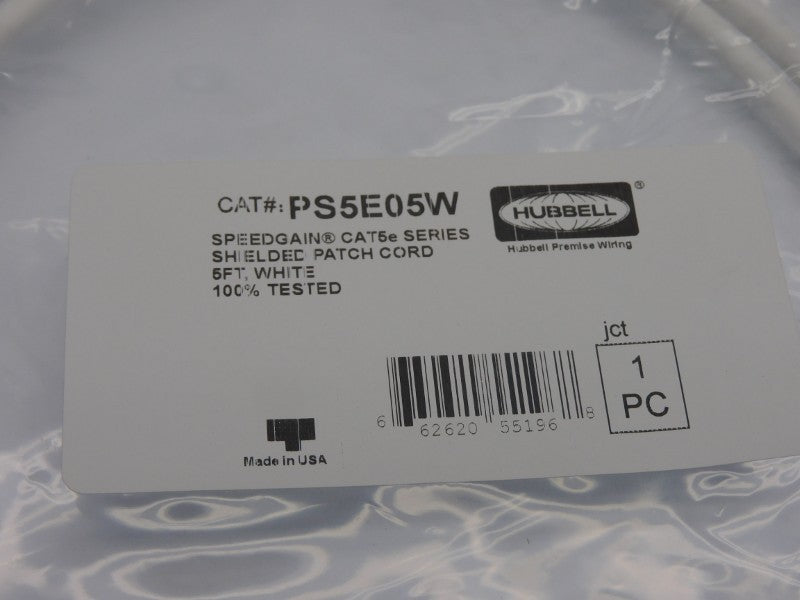 CAT#: PS5E05W
SPEEDGAIN® CAT5e SERIES
SHIELDED PATCH CORD
5FT, WHITE
100% TESTED
HUBBELL®
Hubbell Premise Wiring
jct
1
PC
6 62620 55196 8
Made in USA